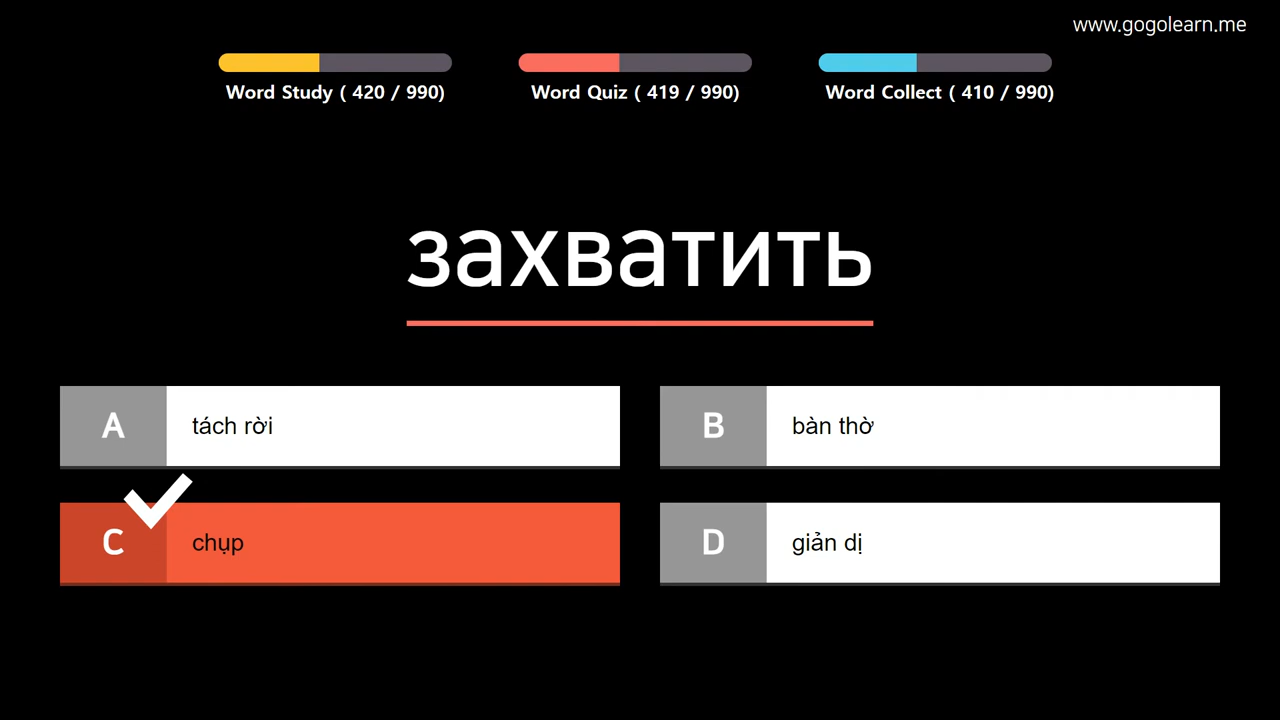 www.gogolearn.me
Word Study ( 420 / 990)
Word Quiz ( 419 / 990)
Word Collect ( 410 / 990)
захватить
A tách rời
B bàn thờ
C chụp
D giản dị